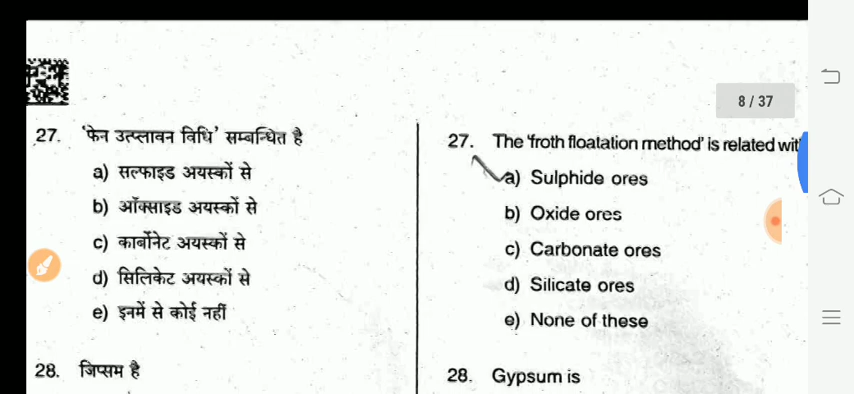 8 / 37
27. 'फेन उत्प्लावन विधि' सम्बन्धित है
a) सल्फाइड अयस्कों से
b) ऑक्साइड अयस्कों से
c) कार्बोनेट अयस्कों से
d) सिलिकेट अयस्कों से
e) इनमें से कोई नहीं
28. जिप्सम है
27. The 'froth floatation method' is related wit
a) Sulphide ores
b) Oxide ores
c) Carbonate ores
d) Silicate ores
e) None of these
28. Gypsum is